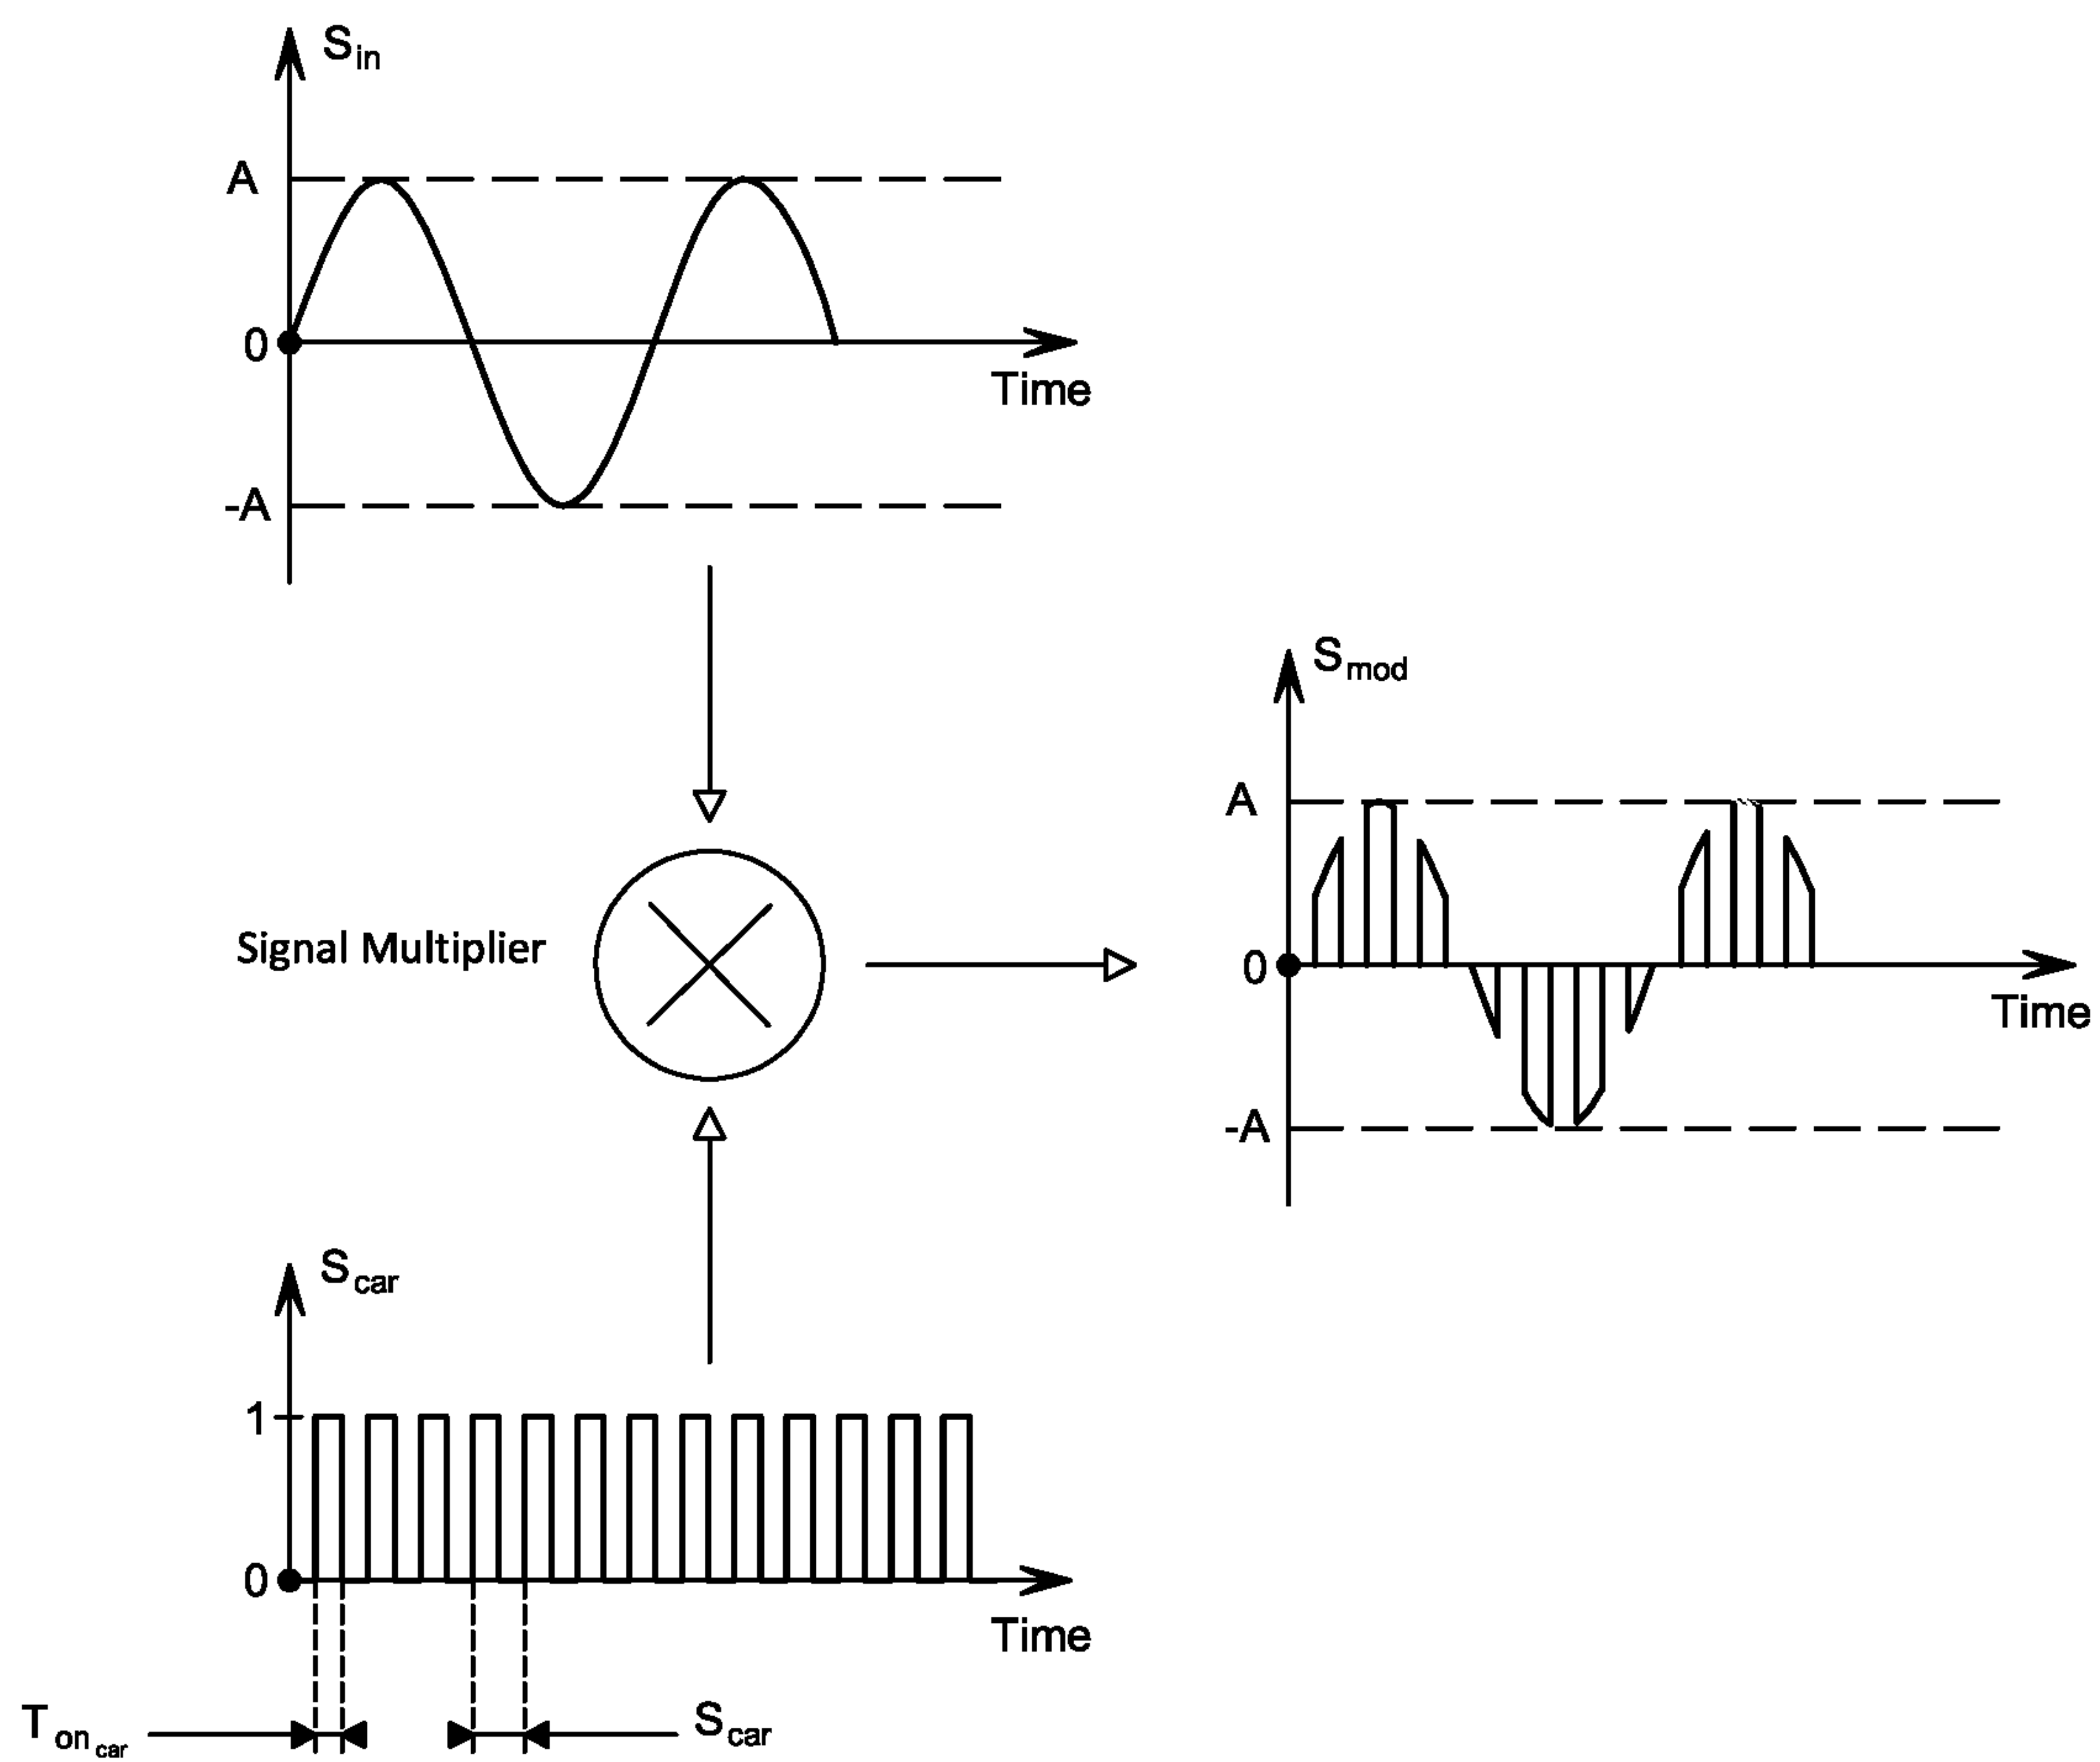 S_in
A
0
-A
Time
S_mod
A
0
-A
Time
Signal Multiplier
S_car
1
0
Time
T_on_car
S_car